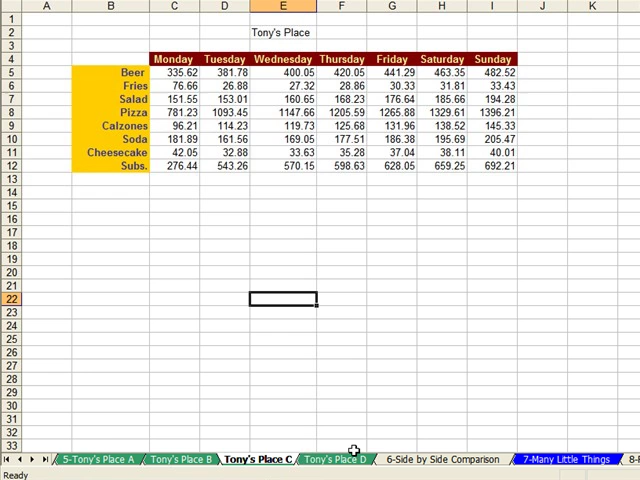 A B C D E F G H I J K
1
2 Tony's Place
3
4 Monday Tuesday Wednesday Thursday Friday Saturday Sunday
5 Beer 335.62 381.78 400.05 420.05 441.29 463.35 482.52
6 Fries 76.66 26.88 27.32 28.86 30.33 31.81 33.43
7 Salad 151.55 153.01 160.65 168.23 176.64 185.66 194.28
8 Pizza 781.23 1093.45 1147.66 1205.59 1265.88 1329.61 1396.21
9 Calzones 96.21 114.23 119.73 125.68 131.96 138.52 145.33
10 Soda 181.89 161.56 169.05 177.51 186.38 195.69 205.47
11 Cheesecake 42.05 32.88 33.63 35.28 37.04 38.11 40.01
12 Subs. 276.44 543.26 570.15 598.63 628.05 659.25 692.21
13
14
15
16
17
18
19
20
21
22
23
24
25
26
27
28
29
30
31
32
33
5-Tony's Place A Tony's Place B Tony's Place C Tony's Place D 6-Side by Side Comparison 7-Many Little Things
Ready